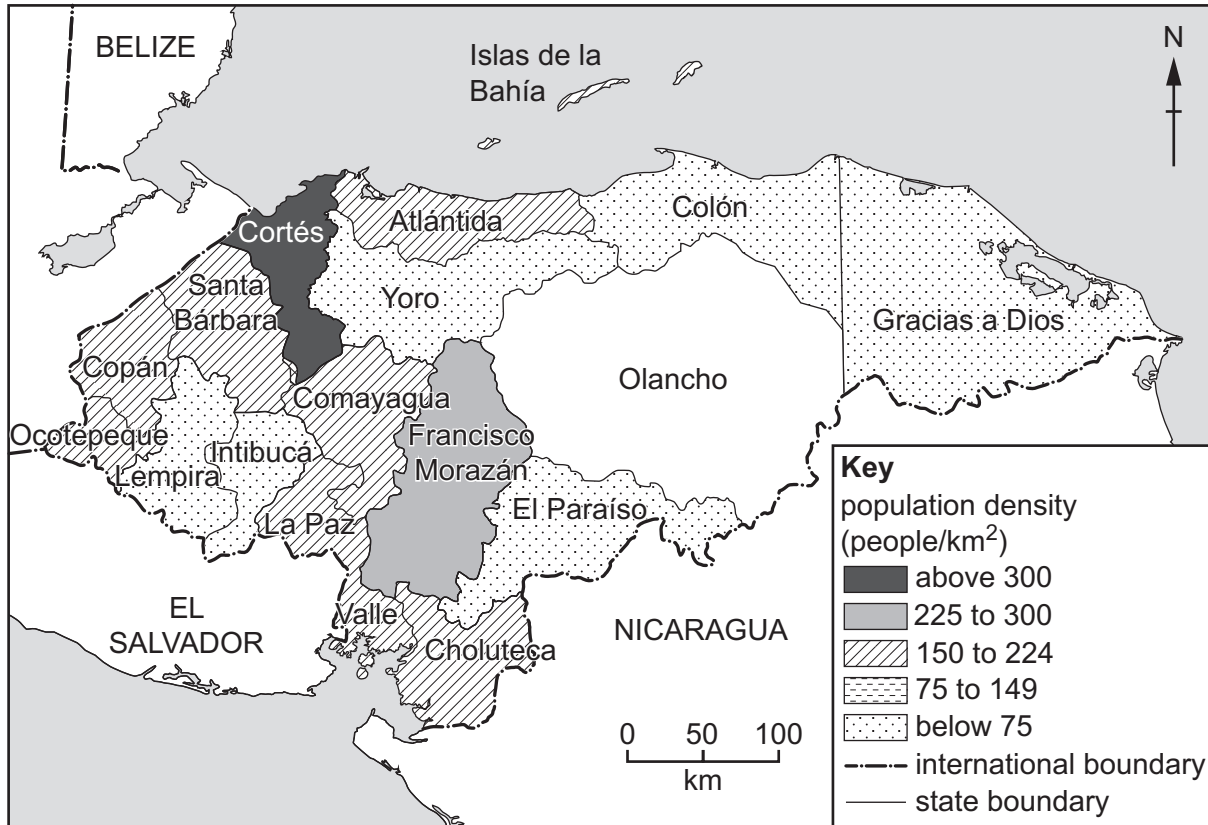 BELIZE
Islas de la
Bahía
N
Cortés
Atlántida
Colón
Santa
Bárbara
Yoro
Gracias a Dios
Copán
Comayagua
Olancho
Ocotepeque
Lempira
Intibucá
Francisco
Morazán
La Paz
El Paraíso
EL
SALVADOR
Valle
Choluteca
NICARAGUA
0 50 100
km
Key
population density
(people/km²)
above 300
225 to 300
150 to 224
75 to 149
below 75
international boundary
state boundary